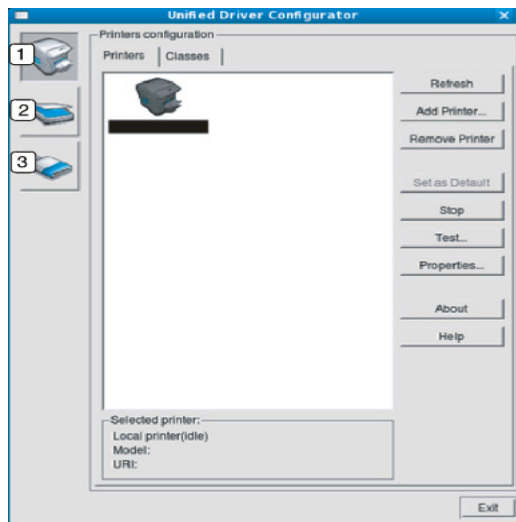 Unified Driver Configurator
Printers configuration
Printers
Classes
1
2
3
Refresh
Add Printer...
Remove Printer
Set as Default
Stop
Test...
Properties...
About
Help
Selected printer:
Local printer(idle)
Model:
URI:
Exit